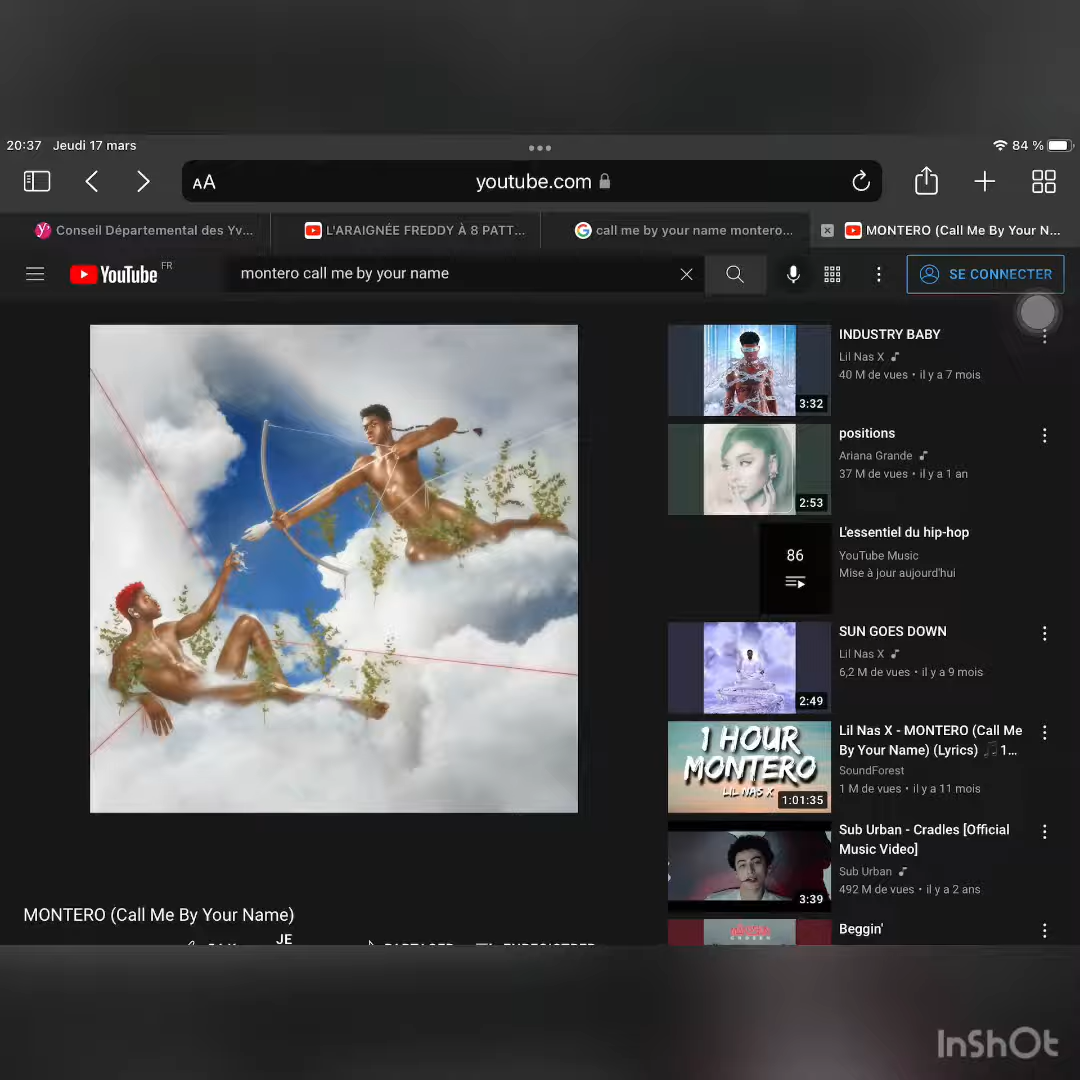 20:37 Jeudi 17 mars
84 %
AA
youtube.com
Conseil Départemental des Yv...
L'ARAIGNÉE FREDDY À 8 PATT...
call me by your name montero...
MONTERO (Call Me By Your N...
YouTube FR
montero call me by your name
SE CONNECTER
INDUSTRY BABY
Lil Nas X
40 M de vues • il y a 7 mois
3:32
positions
Ariana Grande
37 M de vues • il y a 1 an
2:53
L'essentiel du hip-hop
86
YouTube Music
Mise à jour aujourd'hui
SUN GOES DOWN
Lil Nas X
6,2 M de vues • il y a 9 mois
2:49
1 HOUR
MONTERO
LIL NAS X
1:01:35
Lil Nas X - MONTERO (Call Me
By Your Name) (Lyrics) 🎵1...
SoundForest
1 M de vues • il y a 11 mois
Sub Urban - Cradles [Official
Music Video]
Sub Urban
492 M de vues • il y a 2 ans
3:39
Beggin'
MONTERO (Call Me By Your Name)
JE
PARTAGER
ENREGISTRER
InShOt